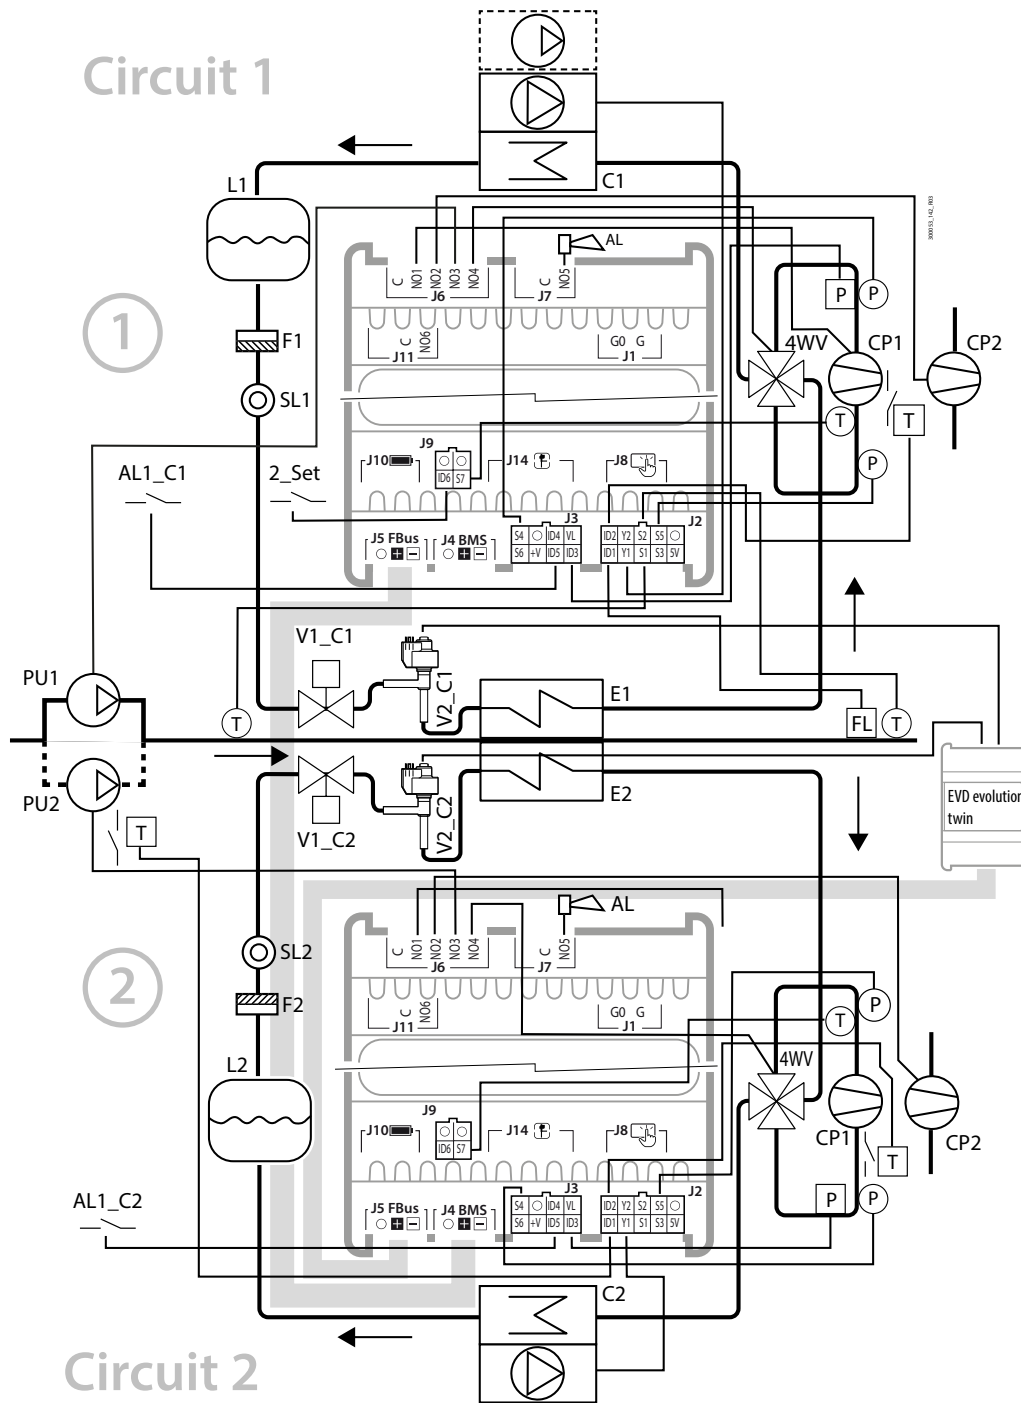 Circuit 1
C1
L1
300053_142_R03
AL
C NO1 NO2 NO3 NO4
J6
C NO5
J7
P P
1
F1
C NO6
J11
G0 G
J1
4WV CP1 CP2
SL1
T
T
J9
P
AL1_C1 2_Set
J10
ID6 S7
J14
J8
J3 J2
S4 ID4 VL
S6 +V ID5 ID3
ID2 Y2 S2 S5
ID1 Y1 S1 S3 5V
J5 FBus J4 BMS
V1_C1
PU1
V2_C1
E1
T
FL T
PU2
V1_C2
V2_C2
E2
T
EVD evolution
twin
AL
C NO1 NO2 NO3 NO4
J6
C NO5
J7
SL2
2
F2
P
T
C NO6
J11
G0 G
J1
L2
4WV
J9
CP1 CP2
J10
ID6 S7
J14
J8
T
AL1_C2
J3 J2
P P
S4 ID4 VL
S6 +V ID5 ID3
ID2 Y2 S2 S5
ID1 Y1 S1 S3 5V
J5 FBus J4 BMS
C2
Circuit 2